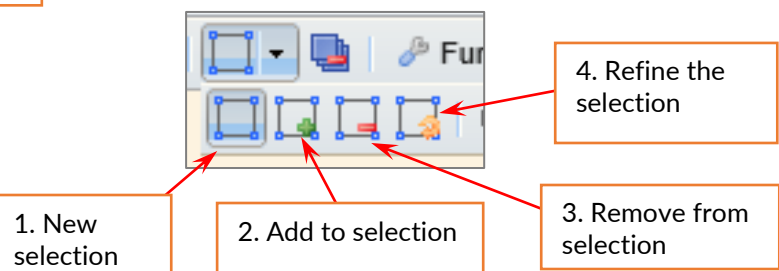 Fur
4. Refine the
selection
1. New
selection
2. Add to selection
3. Remove from
selection